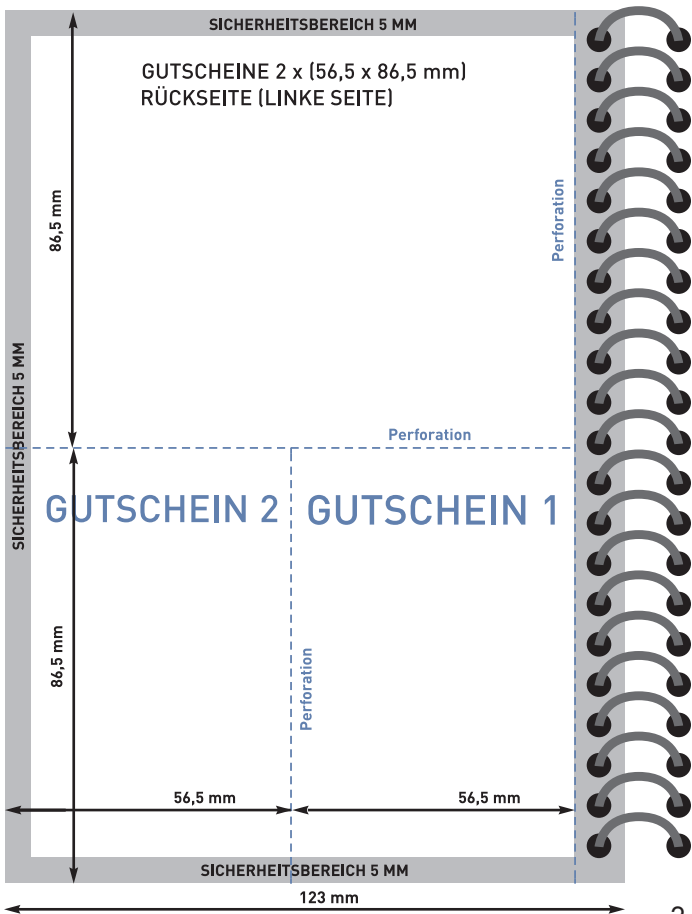 SICHERHEITSBEREICH 5 MM
GUTSCHEINE 2 x (56,5 x 86,5 mm)
RÜCKSEITE (LINKE SEITE)
86,5 mm
Perforation
SICHERHEITSBEREICH 5 MM
Perforation
GUTSCHEIN 2
GUTSCHEIN 1
86,5 mm
Perforation
56,5 mm
56,5 mm
SICHERHEITSBEREICH 5 MM
123 mm